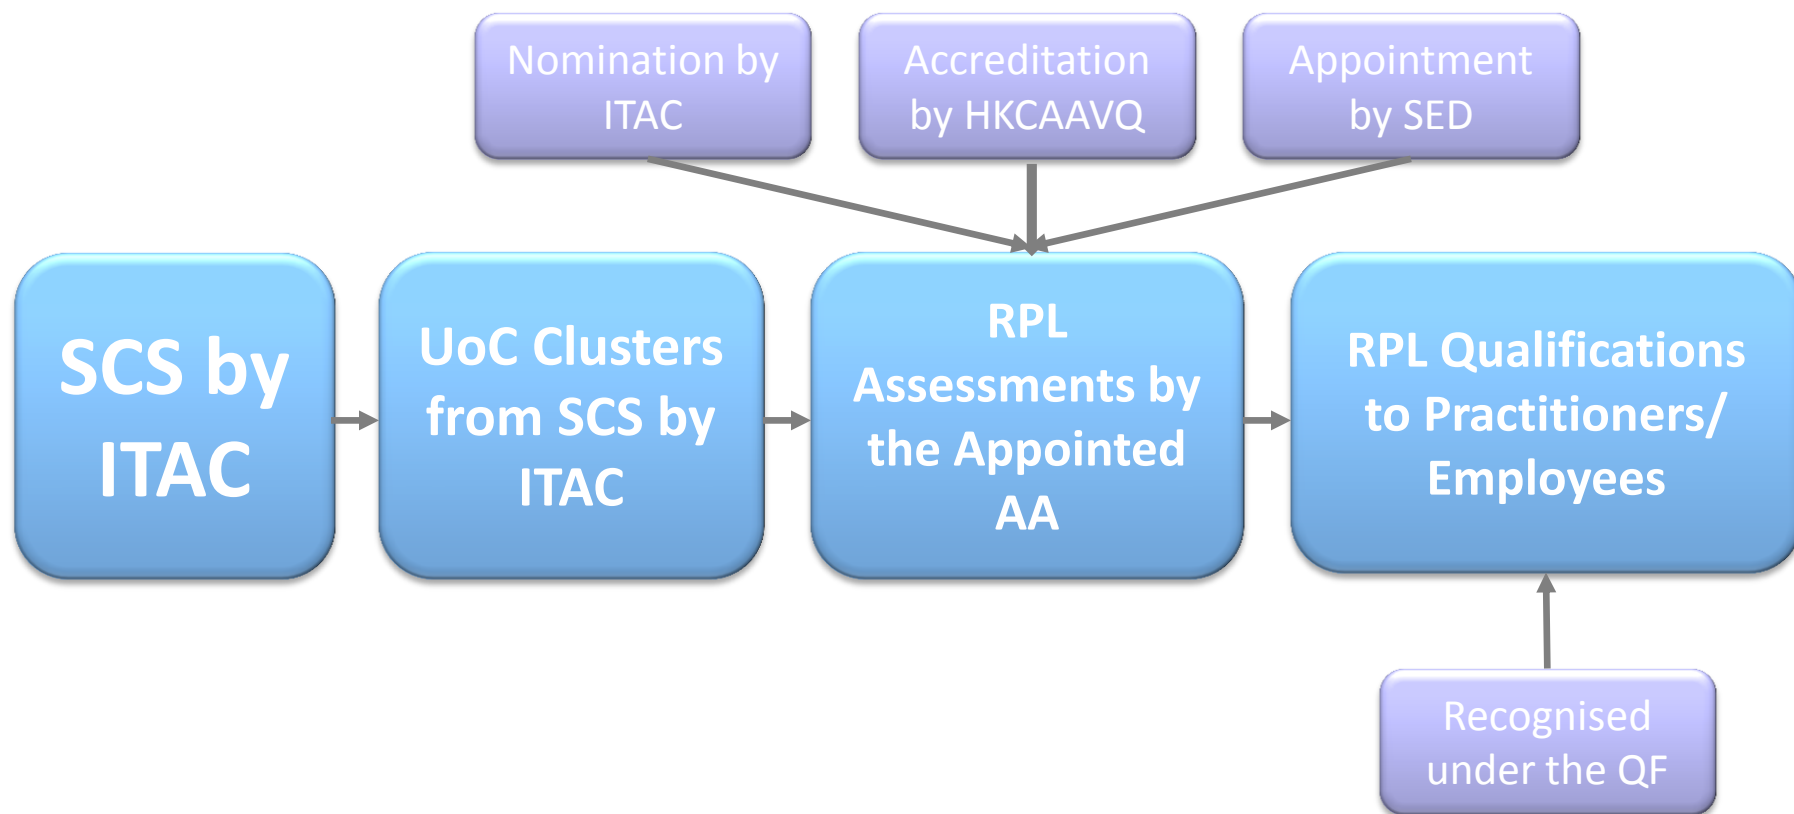 Nomination by
ITAC
Accreditation
by HKCAAVQ
Appointment
by SED
SCS by
ITAC
UoC Clusters
from SCS by
ITAC
RPL
Assessments by
the Appointed
AA
RPL Qualifications
to Practitioners/
Employees
Recognised
under the QF